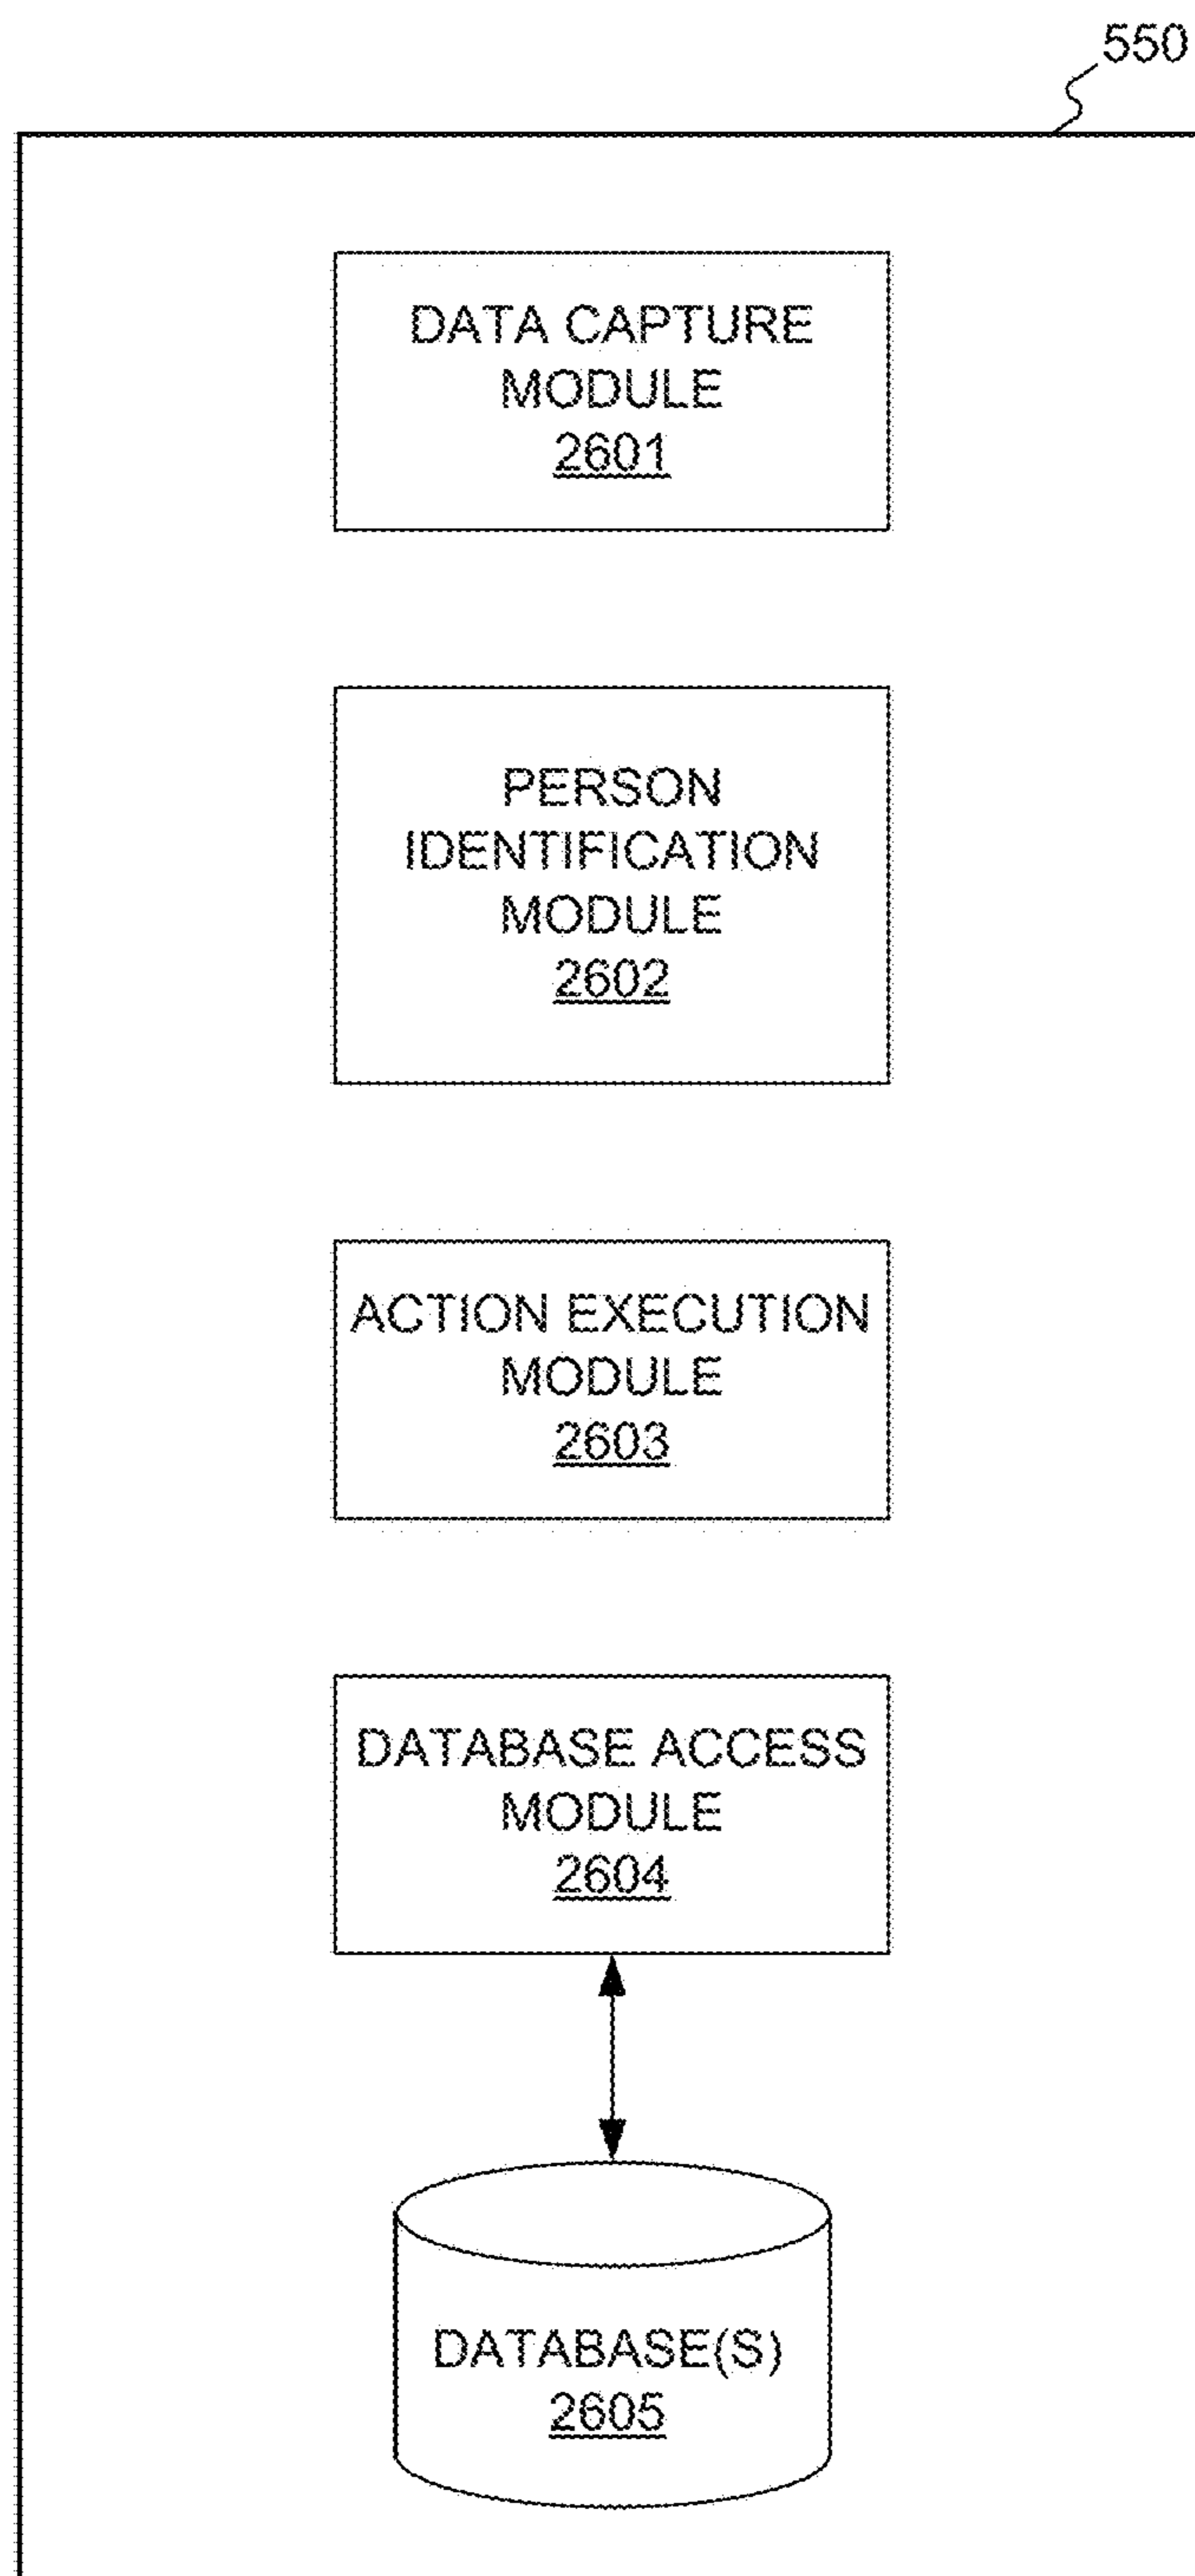 550
DATA CAPTURE
MODULE
2601
PERSON
IDENTIFICATION
MODULE
2602
ACTION EXECUTION
MODULE
2603
DATABASE ACCESS
MODULE
2604
DATABASE(S)
2605